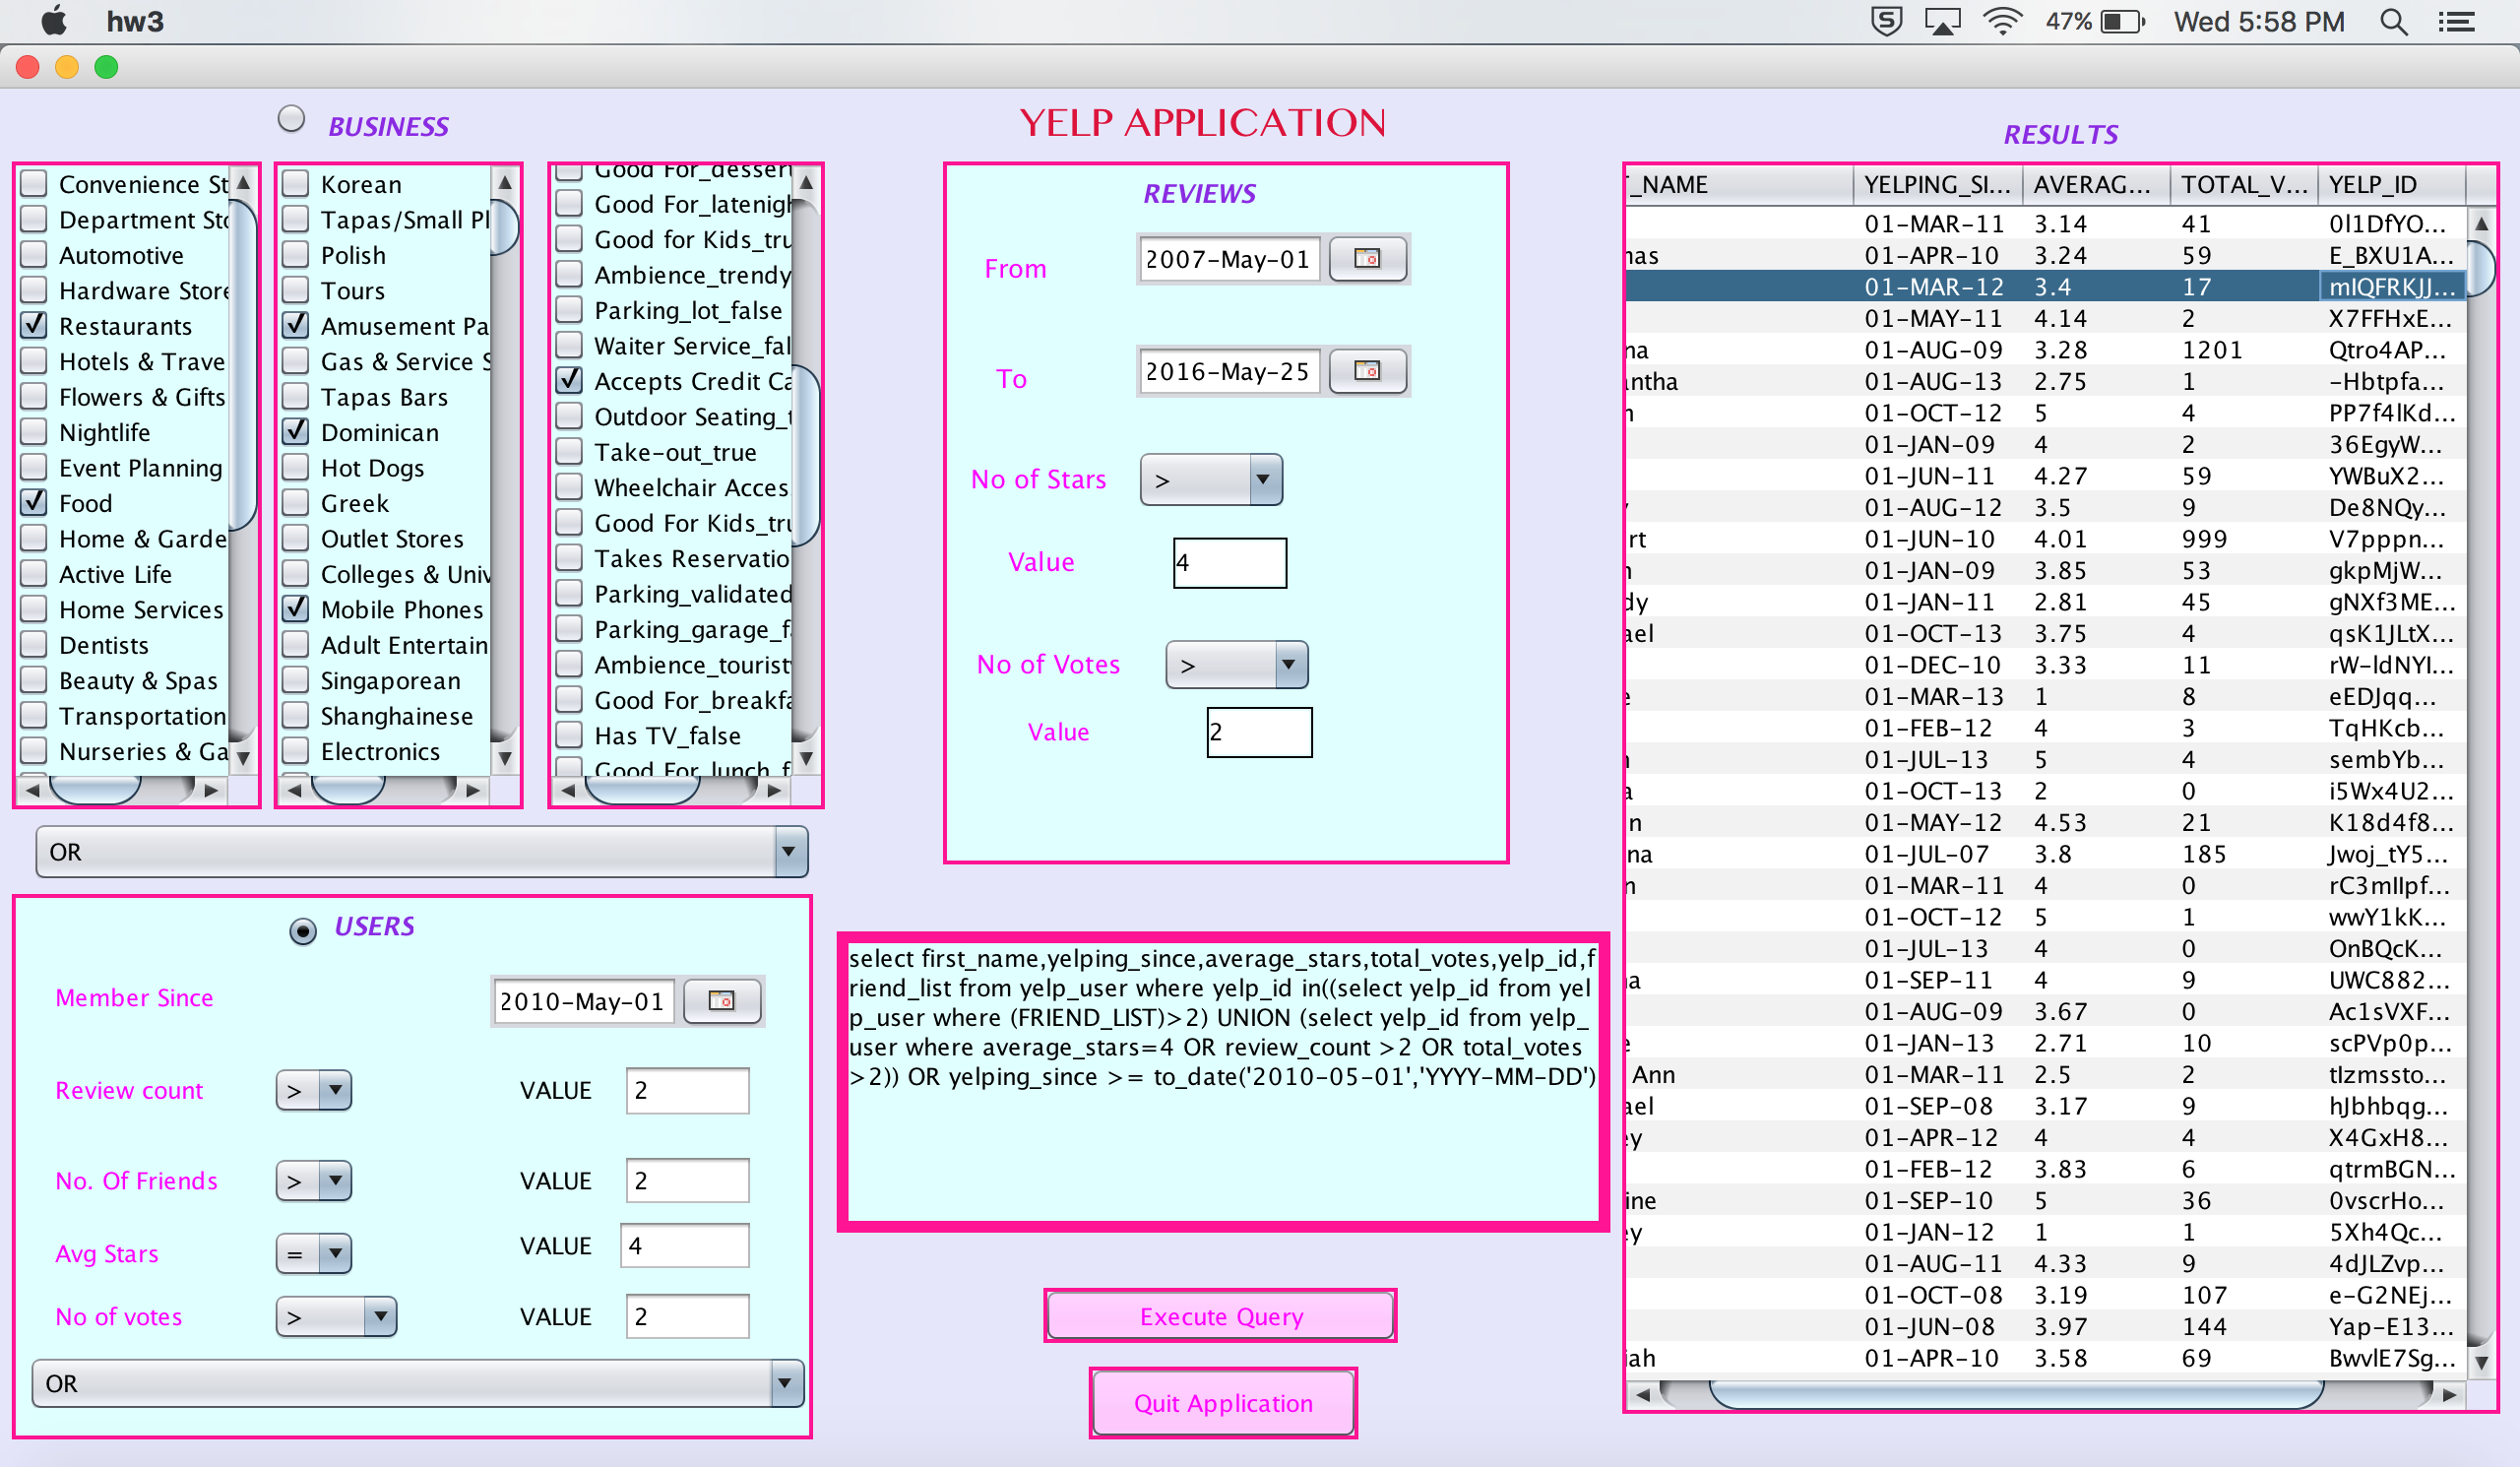 hw3
47%
Wed 5:58 PM
BUSINESS
YELP APPLICATION
RESULTS
Convenience St
Department Sto
Automotive
Hardware Store
Restaurants
Hotels & Trave
Flowers & Gifts
Nightlife
Event Planning
Food
Home & Garde
Active Life
Home Services
Dentists
Beauty & Spas
Transportation
Nurseries & Ga
Korean
Tapas/Small Pl
Polish
Tours
Amusement Pa
Gas & Service S
Tapas Bars
Dominican
Hot Dogs
Greek
Outlet Stores
Colleges & Univ
Mobile Phones
Adult Entertain
Singaporean
Shanghainese
Electronics
Good For_dessert
Good For_latenigh
Good for Kids_tru
Ambience_trendy
Parking_lot_false
Waiter Service_fal
Accepts Credit Ca
Outdoor Seating_t
Take-out_true
Wheelchair Acces
Good For Kids_tru
Takes Reservatio
Parking_validated
Parking_garage_fa
Ambience_touristy
Good For_breakfa
Has TV_false
Good For_lunch_f
OR
REVIEWS
From 2007-May-01
To 2016-May-25
No of Stars >
Value 4
No of Votes >
Value 2
USERS
Member Since 2010-May-01
Review count > VALUE 2
No. Of Friends > VALUE 2
Avg Stars = VALUE 4
No of votes > VALUE 2
OR
select first_name,yelping_since,average_stars,total_votes,yelp_id,f
riend_list from yelp_user where yelp_id in((select yelp_id from yel
p_user where (FRIEND_LIST)>2) UNION (select yelp_id from yelp_
user where average_stars=4 OR review_count >2 OR total_votes
>2)) OR yelping_since >= to_date('2010-05-01','YYYY-MM-DD')
Execute Query
Quit Application
T_NAME YELPING_SI... AVERAG... TOTAL_V... YELP_ID
01-MAR-11 3.14 41 0l1DfYO...
nas 01-APR-10 3.24 59 E_BXU1A...
01-MAR-12 3.4 17 mIQFRKJJ...
01-MAY-11 4.14 2 X7FFHxE...
na 01-AUG-09 3.28 1201 Qtro4AP...
antha 01-AUG-13 2.75 1 -Hbtpfa...
n 01-OCT-12 5 4 PP7f4lKd...
01-JAN-09 4 2 36EgyW...
01-JUN-11 4.27 59 YWBuX2...
y 01-AUG-12 3.5 9 De8NQy...
rt 01-JUN-10 4.01 999 V7pppn...
n 01-JAN-09 3.85 53 gkpMjW...
dy 01-JAN-11 2.81 45 gNXf3ME...
ael 01-OCT-13 3.75 4 qsK1JLtX...
01-DEC-10 3.33 11 rW-ldNYI...
e 01-MAR-13 1 8 eEDJqq...
01-FEB-12 4 3 TqHKcb...
n 01-JUL-13 5 4 sembYb...
a 01-OCT-13 2 0 i5Wx4U2...
n 01-MAY-12 4.53 21 K18d4f8...
na 01-JUL-07 3.8 185 Jwoj_tY5...
n 01-MAR-11 4 0 rC3mIIpf...
01-OCT-12 5 1 wwY1kK...
01-JUL-13 4 0 OnBQcK...
a 01-SEP-11 4 9 UWC882...
01-AUG-09 3.67 0 Ac1sVXF...
e 01-JAN-13 2.71 10 scPVp0p...
Ann 01-MAR-11 2.5 2 tIzmssto...
ael 01-SEP-08 3.17 9 hJbhbqg...
ey 01-APR-12 4 4 X4GxH8...
01-FEB-12 3.83 6 qtrmBGN...
ine 01-SEP-10 5 36 0vscrHo...
ey 01-JAN-12 1 1 5Xh4Qc...
01-AUG-11 4.33 9 4dJLZvp...
01-OCT-08 3.19 107 e-G2NEj...
01-JUN-08 3.97 144 Yap-E13...
iah 01-APR-10 3.58 69 BwvlE7Sg...